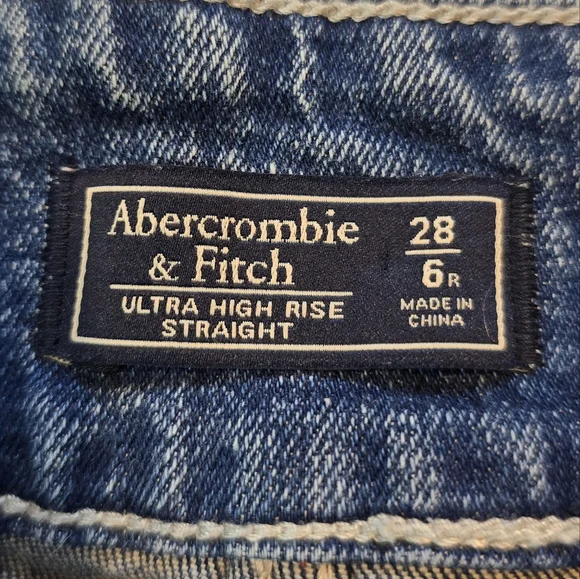 Abercrombie
& Fitch
ULTRA HIGH RISE
STRAIGHT
28
6R
MADE IN
CHINA